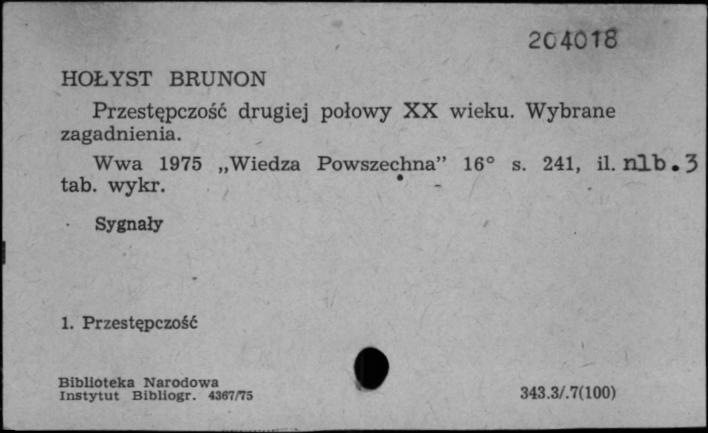 204018
HOŁYST BRUNON
Przestępczość drugiej połowy XX wieku. Wybrane
zagadnienia.
Wwa 1975 „Wiedza Powszechna” 16° s. 241, il. nlb. 3
tab. wykr.
Sygnały
1. Przestępczość
Biblioteka Narodowa
Instytut Bibliogr. 4367/75
343.3/.7(100)